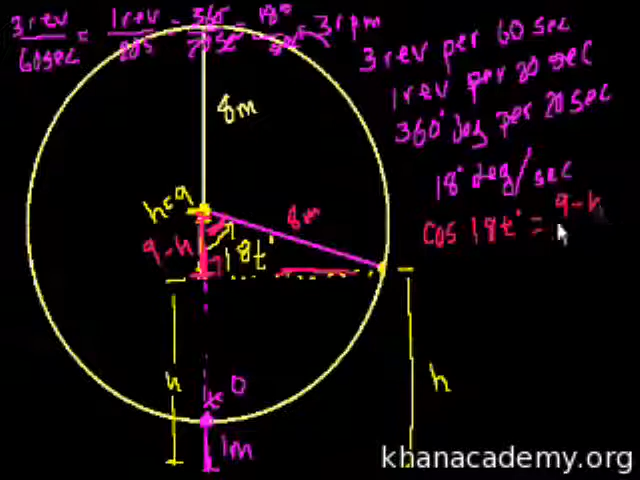 3 rev / 60 sec = 1 rev / 20 s = 360° / 20 sec = 18° / sec = 3 rpm
3 rev per 60 sec
1 rev per 20 sec
360° deg per 20 sec
18° deg/sec
8m
h=9
8m
9-h
18t°
cos 18t° = 9-h
h
h
0
1m
khanacademy.org